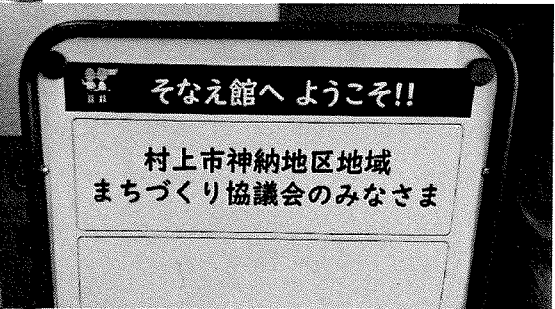 そなえ館へ ようこそ!!
村上市神納地区地域
まちづくり協議会のみなさま